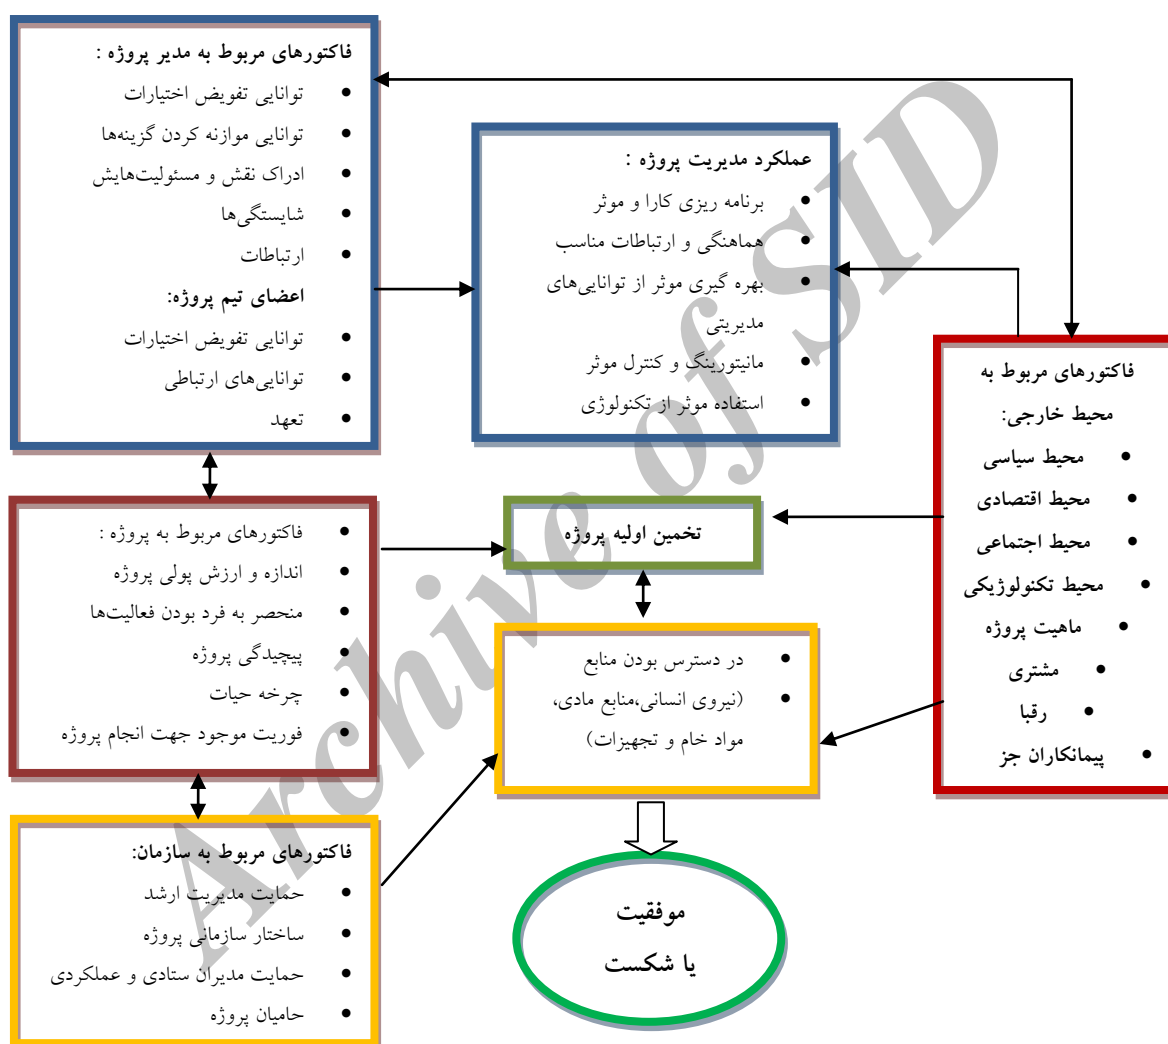 فاکتورهای مربوط به مدیر پروژه :
• توانایی تفویض اختیارات
• توانایی موازنه کردن گزینه‌ها
• ادراک نقش و مسئولیت‌هایش
• شایستگی‌ها
• ارتباطات
اعضای تیم پروژه:
• توانایی تفویض اختیارات
• توانایی‌های ارتباطی
• تعهد
عملکرد مدیریت پروژه :
• برنامه ریزی کارا و موثر
• هماهنگی و ارتباطات مناسب
• بهره گیری موثر از توانایی‌های
مدیریتی
• مانیتورینگ و کنترل موثر
• استفاده موثر از تکنولوژی
فاکتورهای مربوط به
محیط خارجی:
• محیط سیاسی
• محیط اقتصادی
• محیط اجتماعی
• محیط تکنولوژیکی
• ماهیت پروژه
• مشتری
• رقبا
• پیمانکاران جز
• فاکتورهای مربوط به پروژه :
• اندازه و ارزش پولی پروژه
• منحصر به فرد بودن فعالیت‌ها
• پیچیدگی پروژه
• چرخه حیات
• فوریت موجود جهت انجام پروژه
تخمین اولیه پروژه
• در دسترس بودن منابع
• (نیروی انسانی،منابع مادی،
مواد خام و تجهیزات)
فاکتورهای مربوط به سازمان:
• حمایت مدیریت ارشد
• ساختار سازمانی پروژه
• حمایت مدیران ستادی و عملکردی
• حامیان پروژه
موفقیت
یا شکست
Archive of SID